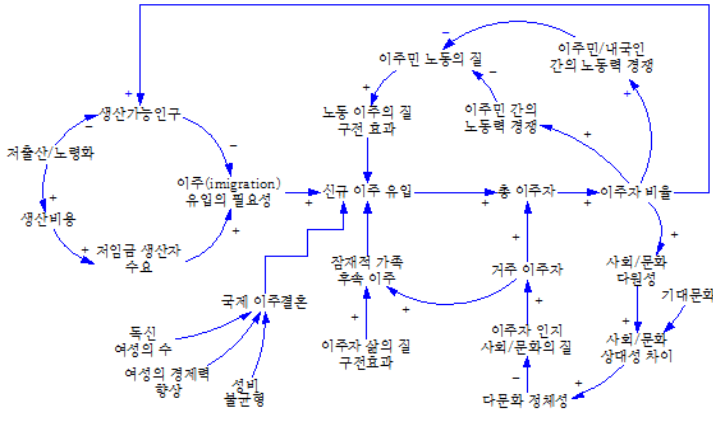 이주민 노동의 질
이주민/내국인
간의 노동력 경쟁
생산가능인구
노동 이주의 질
구전 효과
이주민 간의
노동력 경쟁
저출산/노령화
이주(imigration)
유입의 필요성
신규 이주 유입
총 이주자
이주자 비율
생산비용
저임금 생산자
수요
잠재적 가족
후속 이주
거주 이주자
사회/문화
다원성
기대문화
국제 이주결혼
독신
여성의 수
이주자 삶의 질
구전효과
이주자 인지
사회/문화의 질
사회/문화
상대성 차이
여성의 경제력
향상
성비
불균형
다문화 정체성